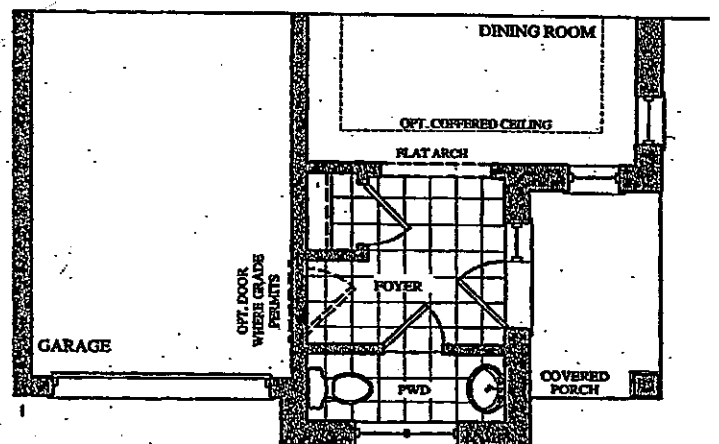 DINING ROOM
OPT. COFFERED CEILING
FLAT ARCH
OPT. DOOR
WHERE GRADE
PERMITS
FOYER
GARAGE
PWD
COVERED
PORCH